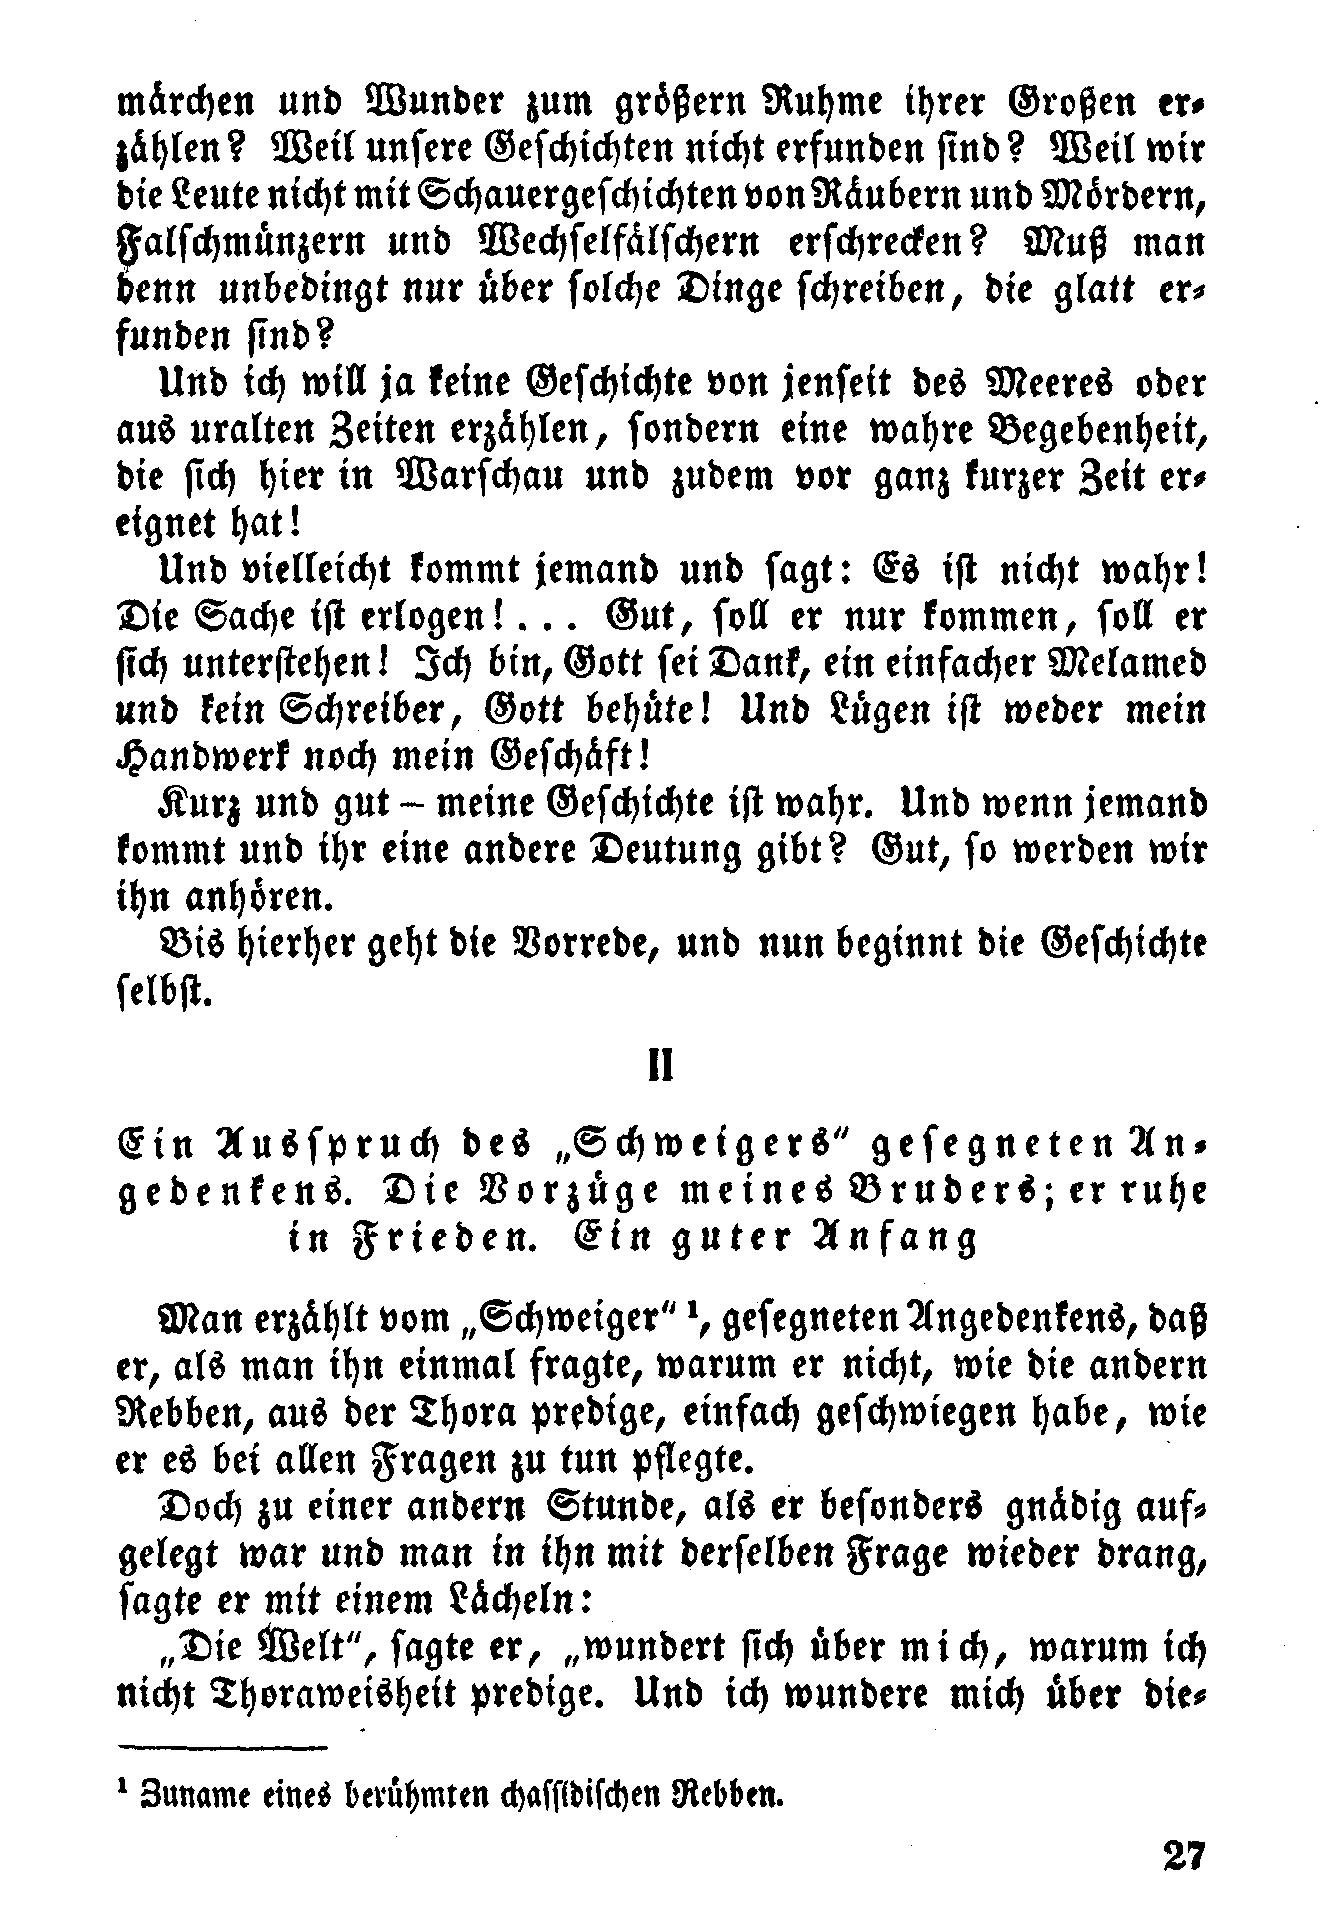 märchen und Wunder zum größern Ruhme ihrer Großen er-
zählen? Weil unsere Geschichten nicht erfunden sind? Weil wir
die Leute nicht mit Schauergeschichten von Räubern und Mördern,
Falschmünzern und Wechselfälschern erschrecken? Muß man
denn unbedingt nur über solche Dinge schreiben, die glatt er-
funden sind?
Und ich will ja keine Geschichte von jenseit des Meeres oder
aus uralten Zeiten erzählen, sondern eine wahre Begebenheit,
die sich hier in Warschau und zudem vor ganz kurzer Zeit er-
eignet hat!
Und vielleicht kommt jemand und sagt: Es ist nicht wahr!
Die Sache ist erlogen! . . . Gut, soll er nur kommen, soll er
sich unterstehen! Ich bin, Gott sei Dank, ein einfacher Melamed
und kein Schreiber, Gott behüte! Und Lügen ist weder mein
Handwerk noch mein Geschäft!
Kurz und gut – meine Geschichte ist wahr. Und wenn jemand
kommt und ihr eine andere Deutung gibt? Gut, so werden wir
ihn anhören.
Bis hierher geht die Vorrede, und nun beginnt die Geschichte
selbst.
II
Ein Ausspruch des „Schweigers“ gesegneten An-
gedenkens. Die Vorzüge meines Bruders; er ruhe
in Frieden. Ein guter Anfang
Man erzählt vom „Schweiger“ ¹, gesegneten Angedenkens, daß
er, als man ihn einmal fragte, warum er nicht, wie die andern
Rebben, aus der Thora predige, einfach geschwiegen habe, wie
er es bei allen Fragen zu tun pflegte.
Doch zu einer andern Stunde, als er besonders gnädig auf-
gelegt war und man in ihn mit derselben Frage wieder drang,
sagte er mit einem Lächeln:
„Die Welt“, sagte er, „wundert sich über mich, warum ich
nicht Thoraweisheit predige. Und ich wundere mich über die-
¹ Zuname eines berühmten chassidischen Rebben.
27